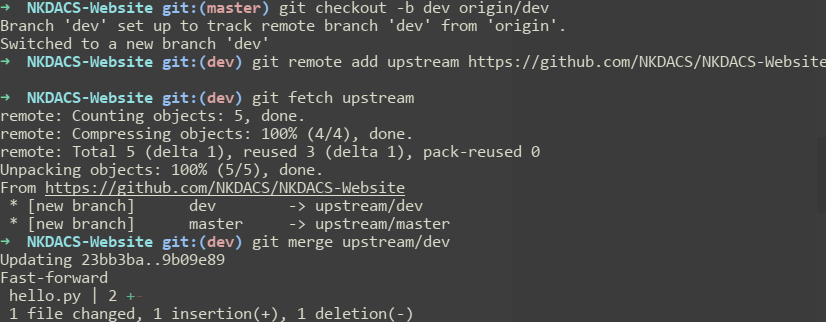 ➜  NKDACS-Website git:(master) git checkout -b dev origin/dev
Branch 'dev' set up to track remote branch 'dev' from 'origin'.
Switched to a new branch 'dev'
➜  NKDACS-Website git:(dev) git remote add upstream https://github.com/NKDACS/NKDACS-Website
➜  NKDACS-Website git:(dev) git fetch upstream
remote: Counting objects: 5, done.
remote: Compressing objects: 100% (4/4), done.
remote: Total 5 (delta 1), reused 3 (delta 1), pack-reused 0
Unpacking objects: 100% (5/5), done.
From https://github.com/NKDACS/NKDACS-Website
 * [new branch]      dev        -> upstream/dev
 * [new branch]      master     -> upstream/master
➜  NKDACS-Website git:(dev) git merge upstream/dev
Updating 23bb3ba..9b09e89
Fast-forward
 hello.py | 2 +-
 1 file changed, 1 insertion(+), 1 deletion(-)